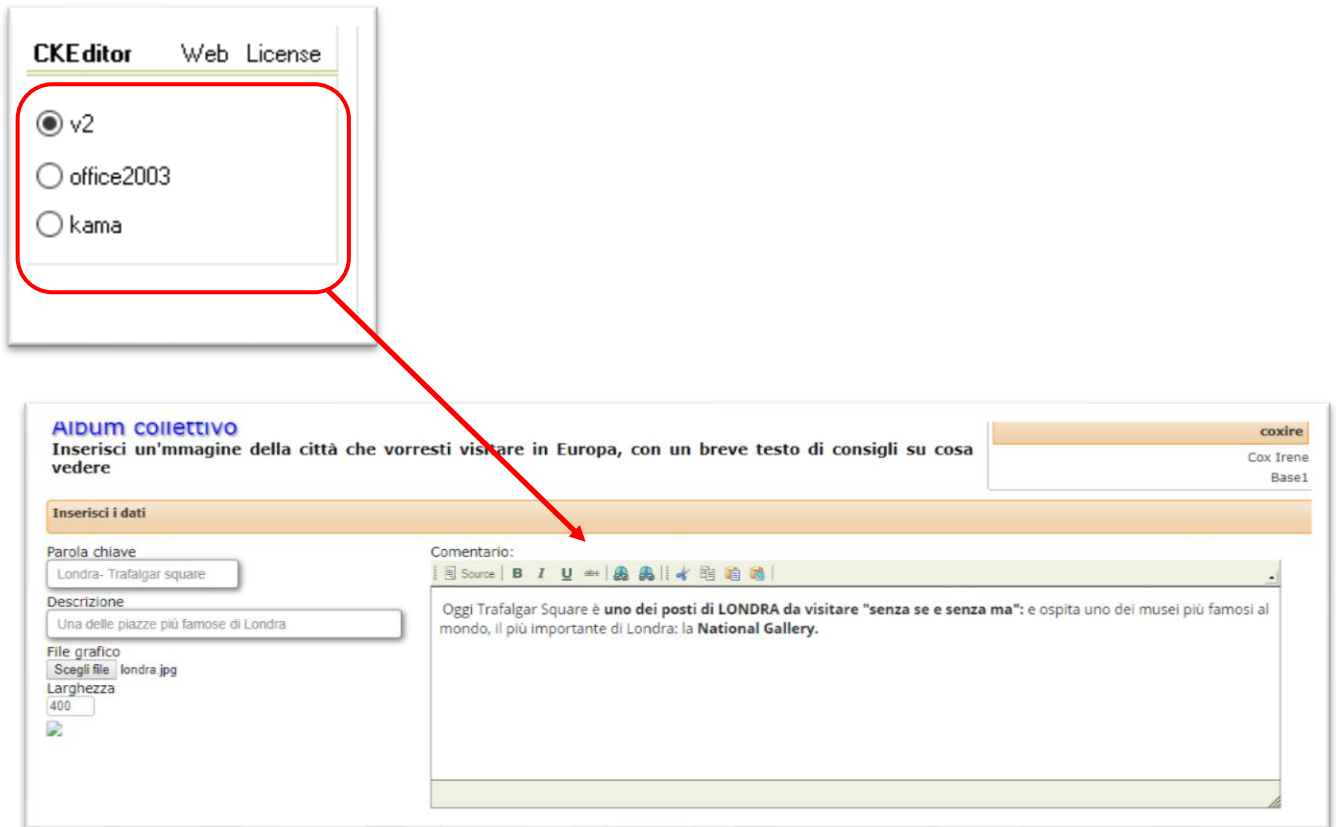 CKEditor Web License
v2
office2003
kama
Album collettivo
Inserisci un'mmagine della città che vorresti visitare in Europa, con un breve testo di consigli su cosa
vedere
coxire
Cox Irene
Base1
Inserisci i dati
Parola chiave
Londra- Trafalgar square
Descrizione
Una delle piazze più famose di Londra
File grafico
Scegli file londra.jpg
Larghezza
400
Comentario:
Source B I U abc
Oggi Trafalgar Square è uno dei posti di LONDRA da visitare "senza se e senza ma": e ospita uno dei musei più famosi al
mondo, il più importante di Londra: la National Gallery.